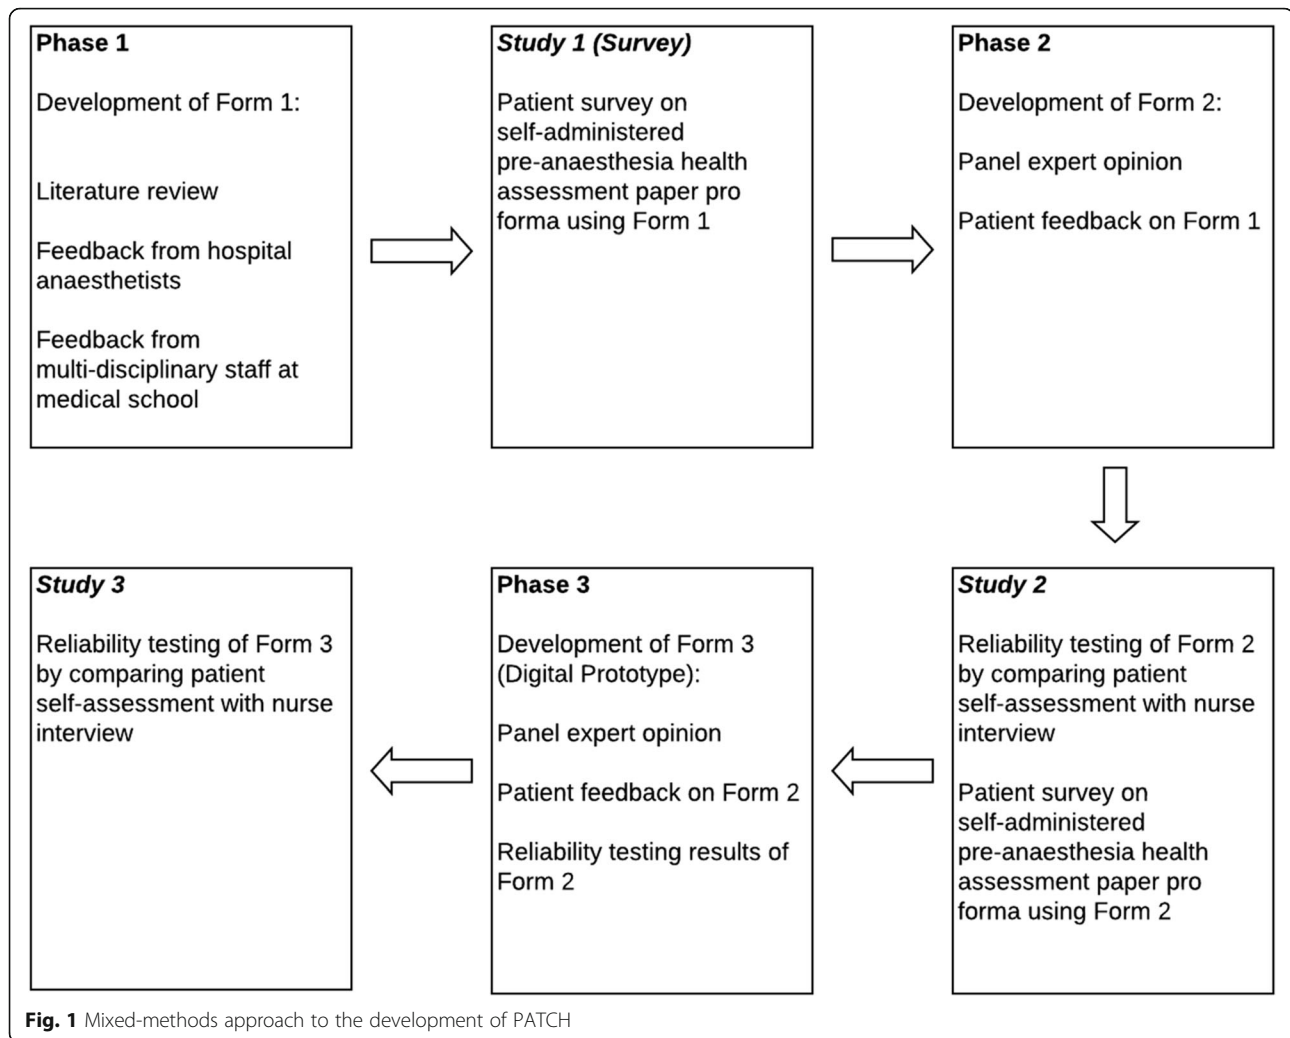 Phase 1
Development of Form 1:
Literature review
Feedback from hospital
anaesthetists
Feedback from
multi-disciplinary staff at
medical school
Study 1 (Survey)
Patient survey on
self-administered
pre-anaesthesia health
assessment paper pro
forma using Form 1
Phase 2
Development of Form 2:
Panel expert opinion
Patient feedback on Form 1
Study 2
Reliability testing of Form 2
by comparing patient
self-assessment with nurse
interview
Patient survey on
self-administered
pre-anaesthesia health
assessment paper pro
forma using Form 2
Phase 3
Development of Form 3
(Digital Prototype):
Panel expert opinion
Patient feedback on Form 2
Reliability testing results of
Form 2
Study 3
Reliability testing of Form 3
by comparing patient
self-assessment with nurse
interview
Fig. 1 Mixed-methods approach to the development of PATCH